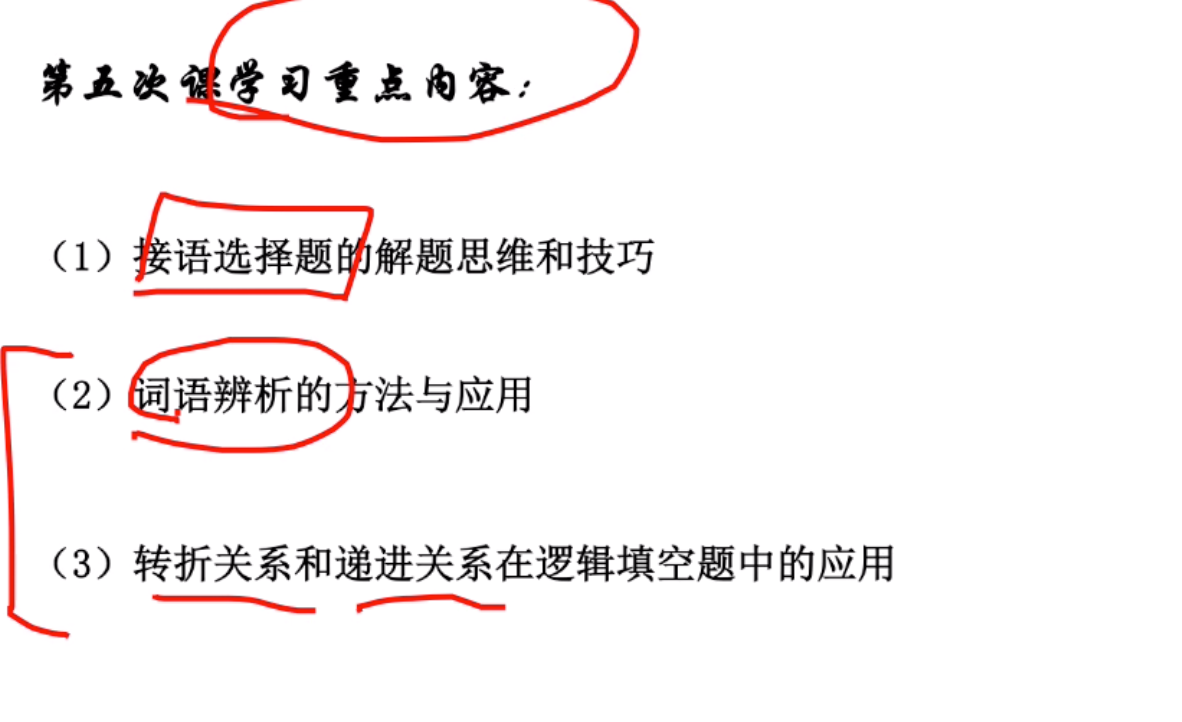 第五次课学习重点内容：
（1）接语选择题的解题思维和技巧
（2）词语辨析的方法与应用
（3）转折关系和递进关系在逻辑填空题中的应用